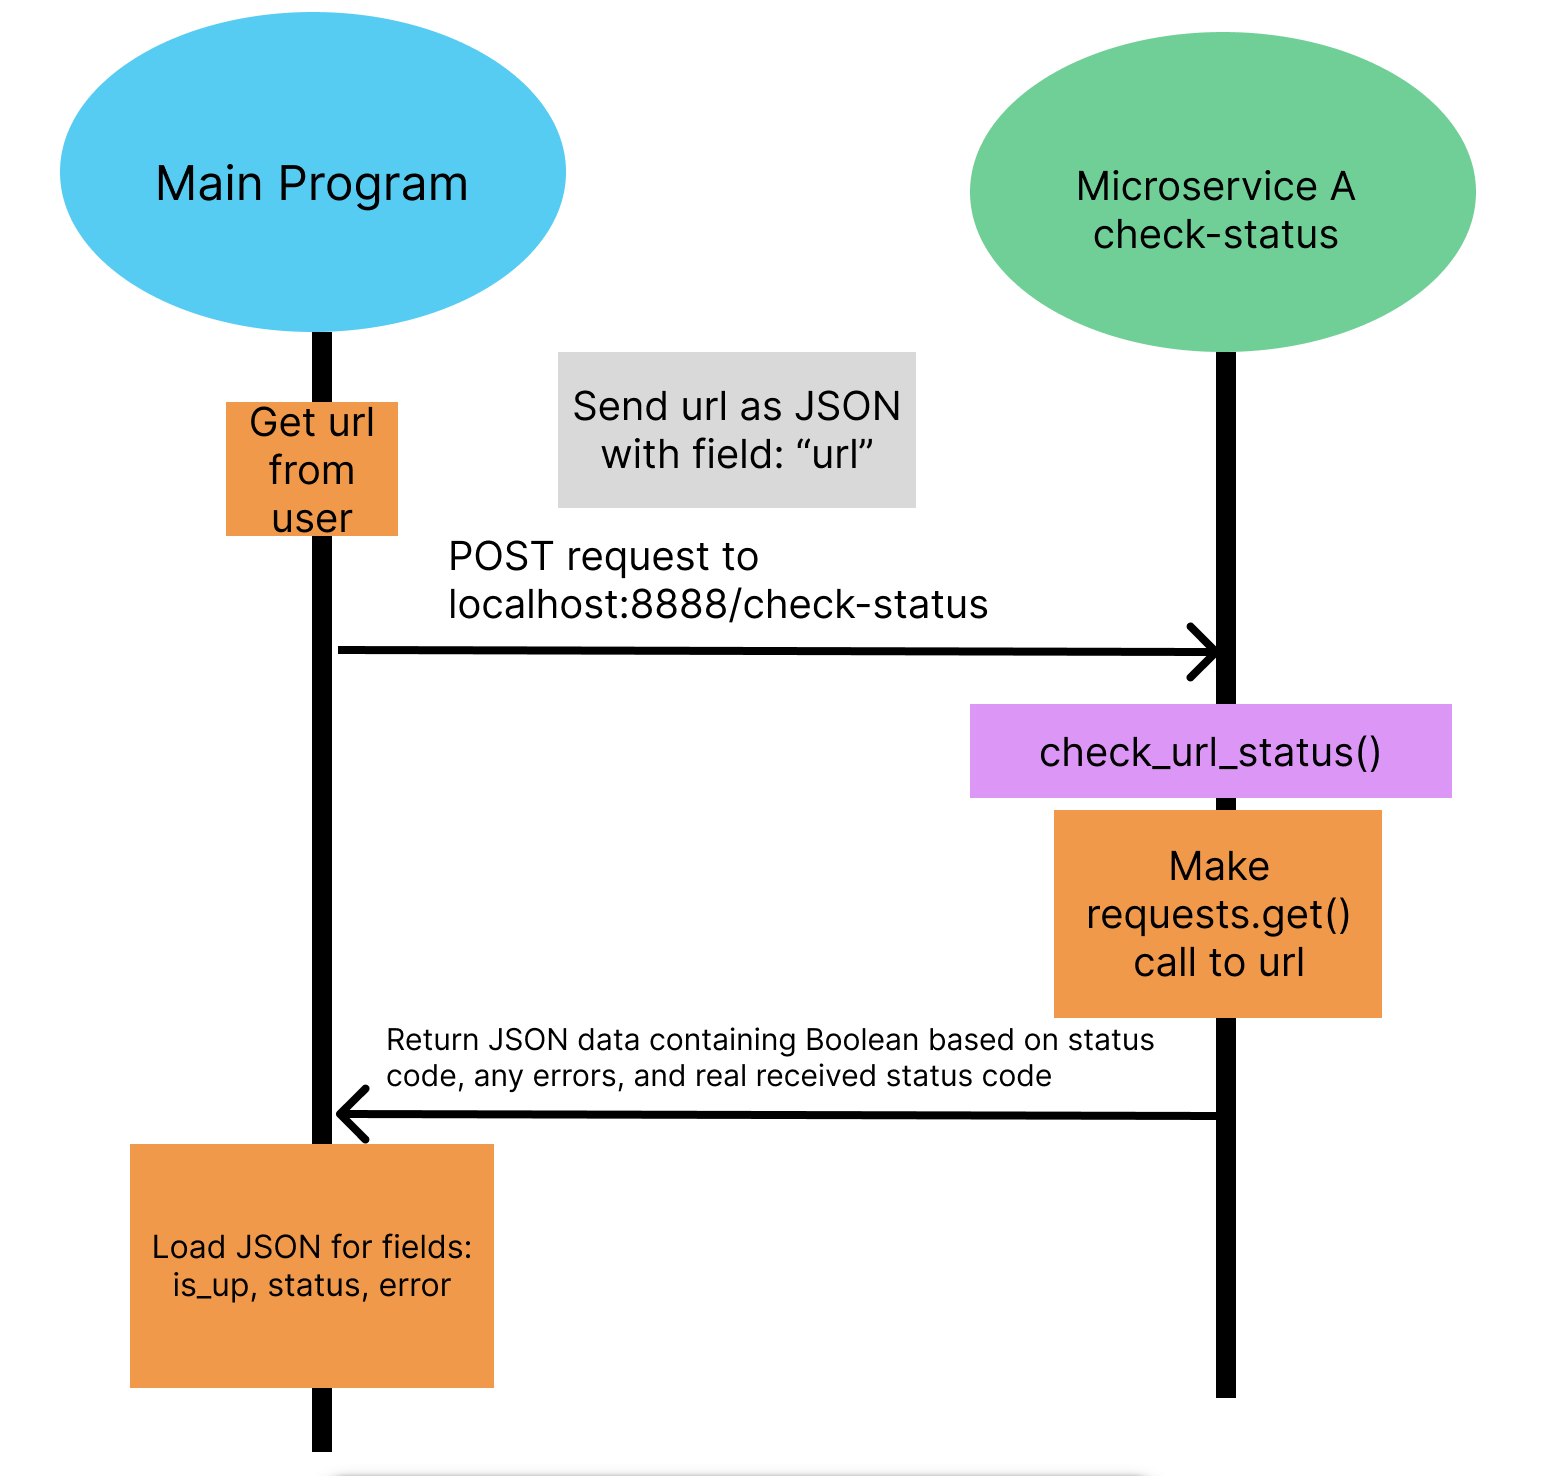 Main Program
Microservice A
check-status
Get url
from
user
Send url as JSON
with field: “url”
POST request to
localhost:8888/check-status
check_url_status()
Make
requests.get()
call to url
Return JSON data containing Boolean based on status
code, any errors, and real received status code
Load JSON for fields:
is_up, status, error